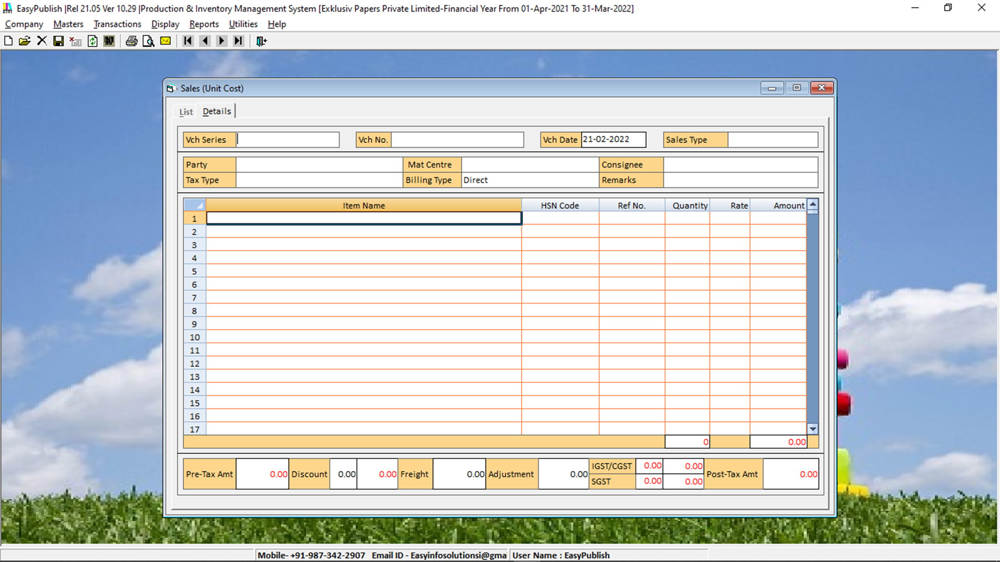 EasyPublish |Rel 21.05 Ver 10.29 |Production & Inventory Management System [Exklusiv Papers Private Limited-Financial Year From 01-Apr-2021 To 31-Mar-2022]
Company Masters Transactions Display Reports Utilities Help
Sales (Unit Cost)
List Details
Vch Series Vch No. Vch Date 21-02-2022 Sales Type
Party Mat Centre Consignee
Tax Type Billing Type Direct Remarks
Item Name HSN Code Ref No. Quantity Rate Amount
1
2
3
4
5
6
7
8
9
10
11
12
13
14
15
16
17
0 0.00
Pre-Tax Amt 0.00 Discount 0.00 0.00 Freight 0.00 Adjustment 0.00 IGST/CGST 0.00 0.00 Post-Tax Amt 0.00
SGST 0.00 0.00
Mobile- +91-987-342-2907 Email ID - Easyinfosolutionsi@gma User Name : EasyPublish